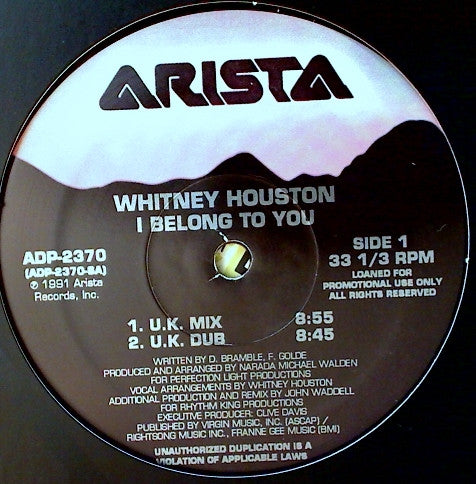 ARISTA
WHITNEY HOUSTON
I BELONG TO YOU
ADP-2370
(ADP-2370-SA)
℗ 1991 Arista
Records, Inc.
SIDE 1
33 1/3 RPM
LOANED FOR
PROMOTIONAL USE ONLY
ALL RIGHTS RESERVED
1. U.K. MIX 8:55
2. U.K. DUB 8:45
WRITTEN BY D. BRAMBLE, F. GOLDE
PRODUCED AND ARRANGED BY NARADA MICHAEL WALDEN
FOR PERFECTION LIGHT PRODUCTIONS
VOCAL ARRANGEMENTS BY WHITNEY HOUSTON
ADDITIONAL PRODUCTION AND REMIX BY JOHN WADDELL
FOR RHYTHM KING PRODUCTIONS
EXECUTIVE PRODUCER: CLIVE DAVIS
PUBLISHED BY VIRGIN MUSIC, INC. (ASCAP) /
RIGHTSONG MUSIC INC., FRANNE GEE MUSIC (BMI)
UNAUTHORIZED DUPLICATION IS A
VIOLATION OF APPLICABLE LAWS